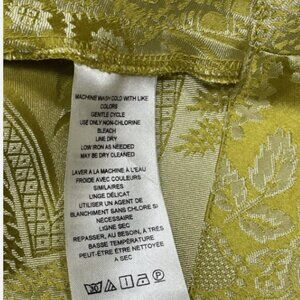 MACHINE WASH COLD WITH LIKE
COLORS
GENTLE CYCLE
USE ONLY NON-CHLORINE
BLEACH
LINE DRY
LOW IRON AS NEEDED
MAY BE DRY CLEANED
LAVER À LA MACHINE À L'EAU
FROIDE AVEC COULEURS
SIMILAIRES
LINGE DÉLICAT
UTILISER UN AGENT DE
BLANCHIMENT SANS CHLORE SI
NÉCESSAIRE
LIGNE SEC
REPASSER, AU BESOIN, À
BASSE TEMPÉRATURE
PEUT-ÊTRE NETTOYÉ
A SEC